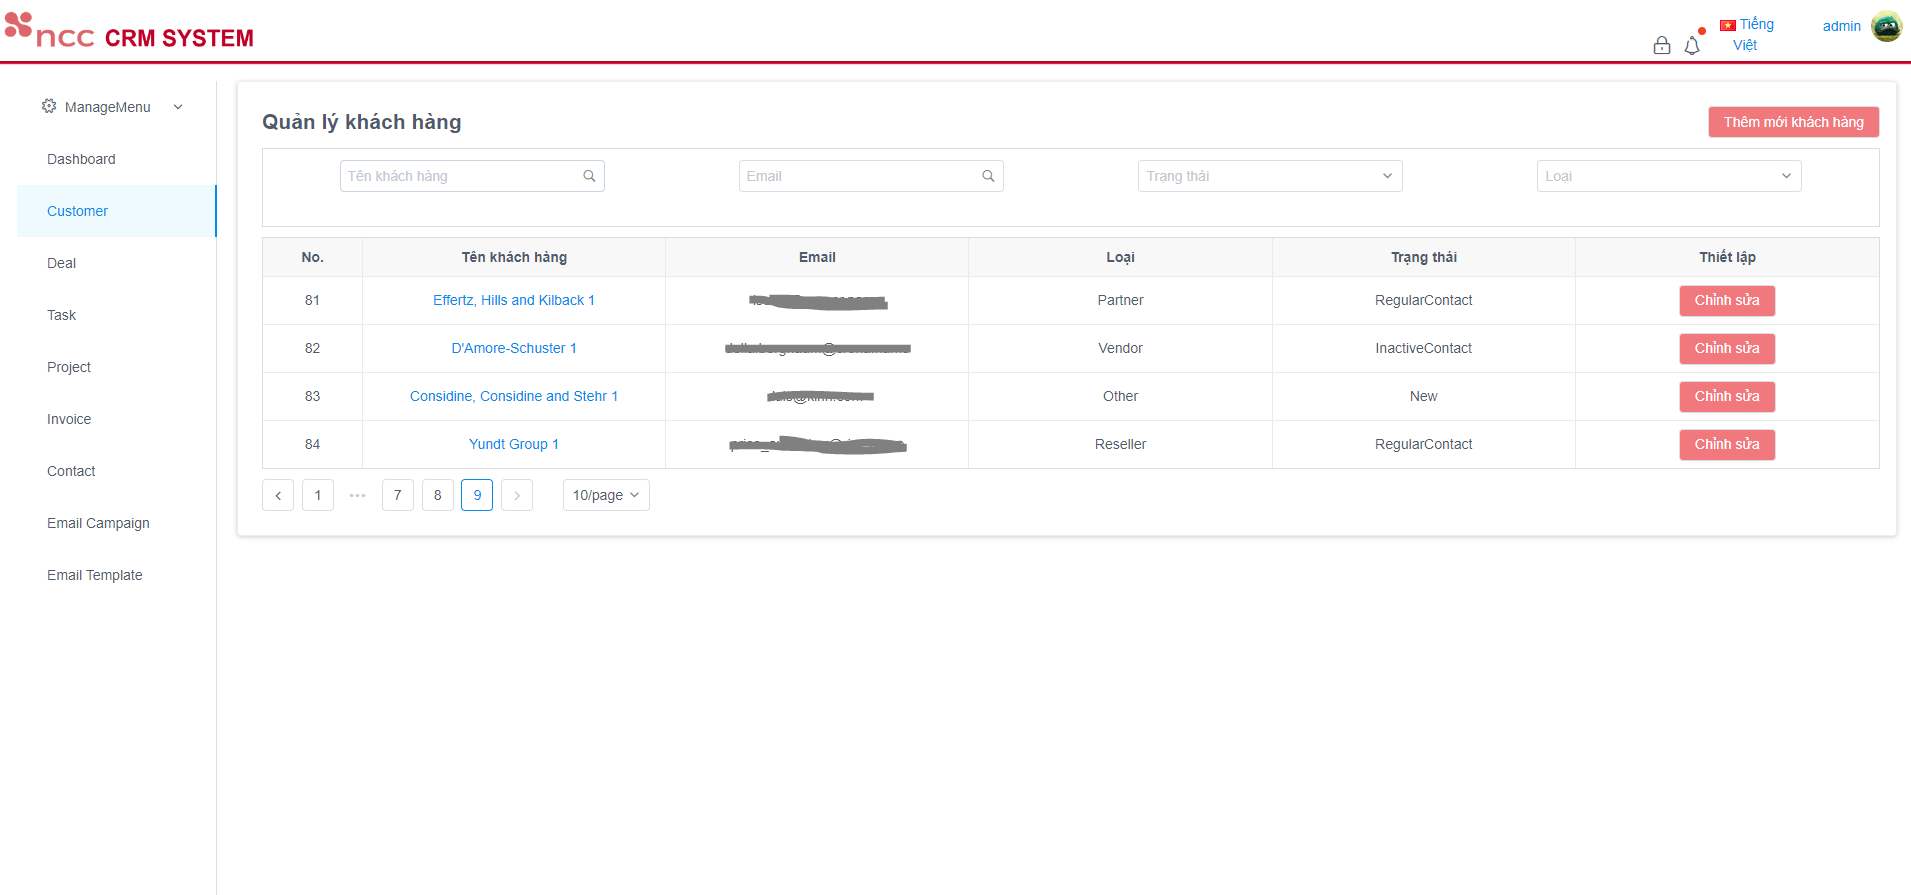 ncc CRM SYSTEM
Tiếng
Việt
admin
ManageMenu
Dashboard
Customer
Deal
Task
Project
Invoice
Contact
Email Campaign
Email Template
Quản lý khách hàng
Thêm mới khách hàng
Tên khách hàng
Email
Trạng thái
Loại
No. Tên khách hàng Email Loại Trạng thái Thiết lập
81 Effertz, Hills and Kilback 1 Partner RegularContact Chỉnh sửa
82 D'Amore-Schuster 1 Vendor InactiveContact Chỉnh sửa
83 Considine, Considine and Stehr 1 Other New Chỉnh sửa
84 Yundt Group 1 Reseller RegularContact Chỉnh sửa
1 ••• 7 8 9 10/page